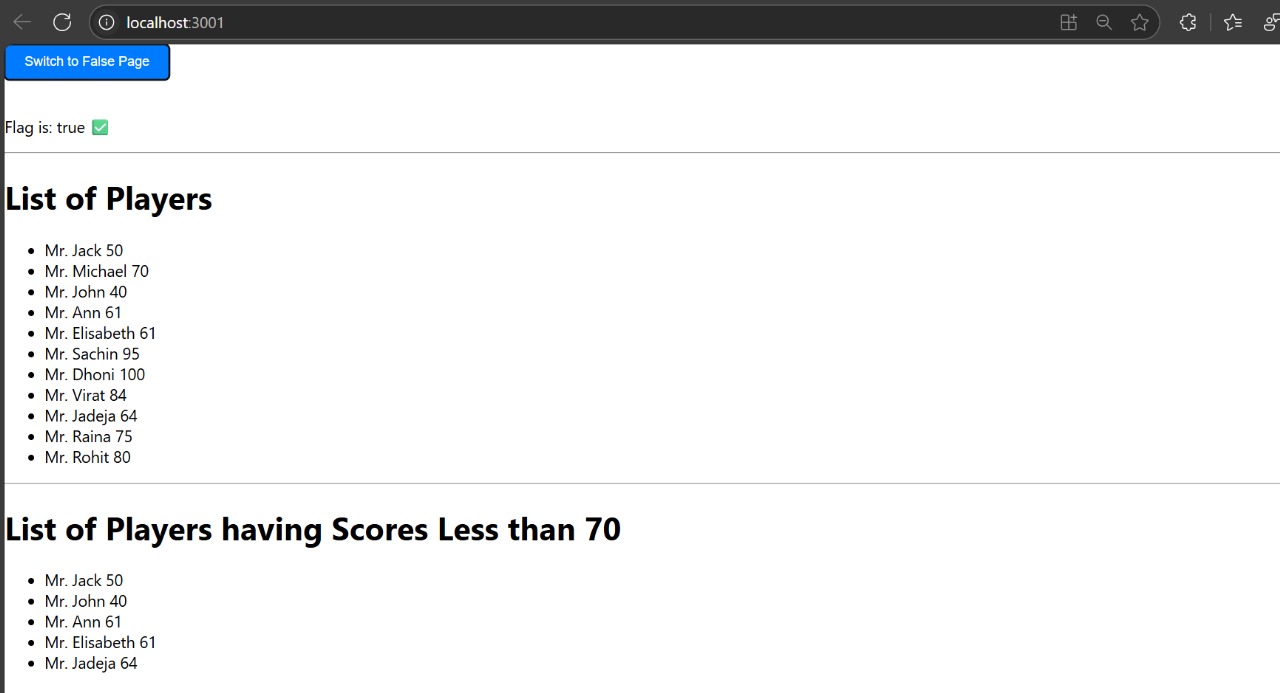 localhost:3001
Switch to False Page
Flag is: true ✅
List of Players
Mr. Jack 50
Mr. Michael 70
Mr. John 40
Mr. Ann 61
Mr. Elisabeth 61
Mr. Sachin 95
Mr. Dhoni 100
Mr. Virat 84
Mr. Jadeja 64
Mr. Raina 75
Mr. Rohit 80
List of Players having Scores Less than 70
Mr. Jack 50
Mr. John 40
Mr. Ann 61
Mr. Elisabeth 61
Mr. Jadeja 64